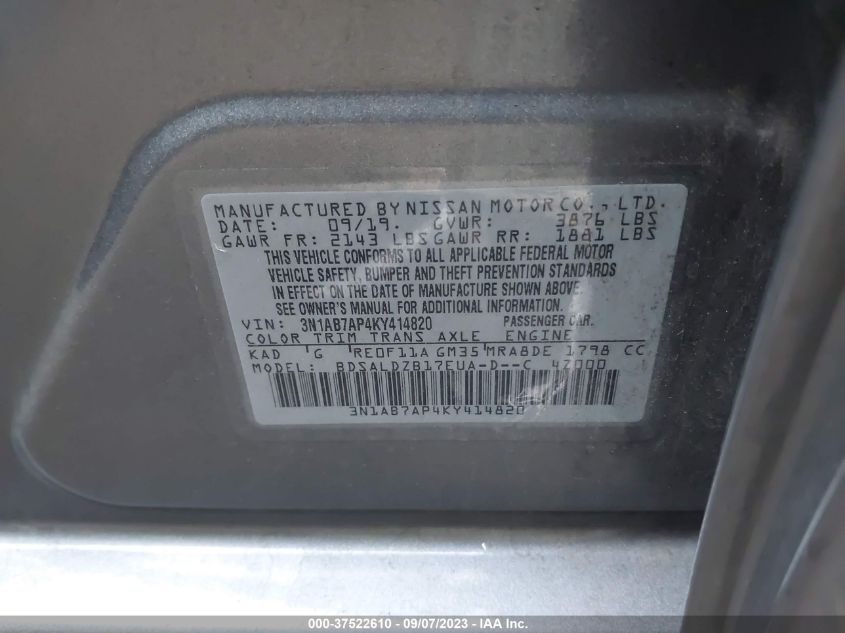 MANUFACTURED BY NISSAN MOTOR CO., LTD.
DATE: 09/19. GVWR: 3876 LBS
GAWR FR: 2143 LBS GAWR RR: 1881 LBS
THIS VEHICLE CONFORMS TO ALL APPLICABLE FEDERAL MOTOR
VEHICLE SAFETY, BUMPER AND THEFT PREVENTION STANDARDS
IN EFFECT ON THE DATE OF MANUFACTURE SHOWN ABOVE.
SEE OWNER'S MANUAL FOR ADDITIONAL INFORMATION.
VIN: 3N1AB7AP4KY414820 PASSENGER CAR.
COLOR TRIM TRANS AXLE ENGINE
KAD G RE0F11A GM35 MRA8DE 1798 CC
MODEL: BDSALDZB17EUA-D--C 4Z000
3N1AB7AP4KY414820
000-37522610 - 09/07/2023 - IAA Inc.